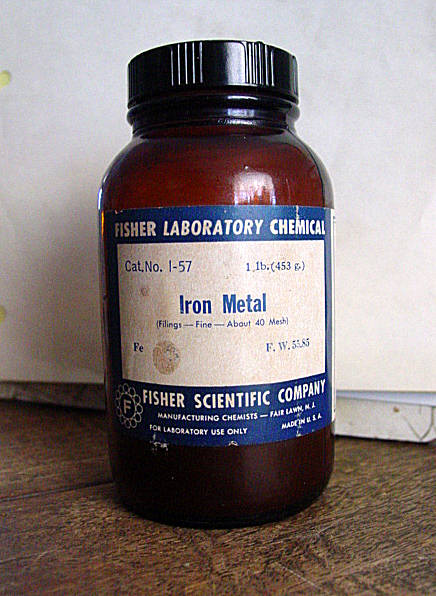 FISHER LABORATORY CHEMICAL
Cat. No. I-57 1 lb. (453 g.)
Iron Metal
(Filings — Fine — About 40 Mesh)
Fe F. W. 55.85
F FISHER SCIENTIFIC COMPANY
MANUFACTURING CHEMISTS — FAIR LAWN, N. J.
FOR LABORATORY USE ONLY MADE IN U. S. A.